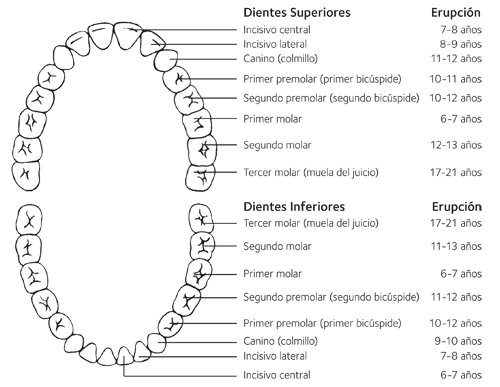 Dientes Superiores Erupción
Incisivo central 7-8 años
Incisivo lateral 8-9 años
Canino (colmillo) 11-12 años
Primer premolar (primer bicúspide) 10-11 años
Segundo premolar (segundo bicúspide) 10-12 años
Primer molar 6-7 años
Segundo molar 12-13 años
Tercer molar (muela del juicio) 17-21 años
Dientes Inferiores Erupción
Tercer molar (muela del juicio) 17-21 años
Segundo molar 11-13 años
Primer molar 6-7 años
Segundo premolar (segundo bicúspide) 11-12 años
Primer premolar (primer bicúspide) 10-12 años
Canino (colmillo) 9-10 años
Incisivo lateral 7-8 años
Incisivo central 6-7 años